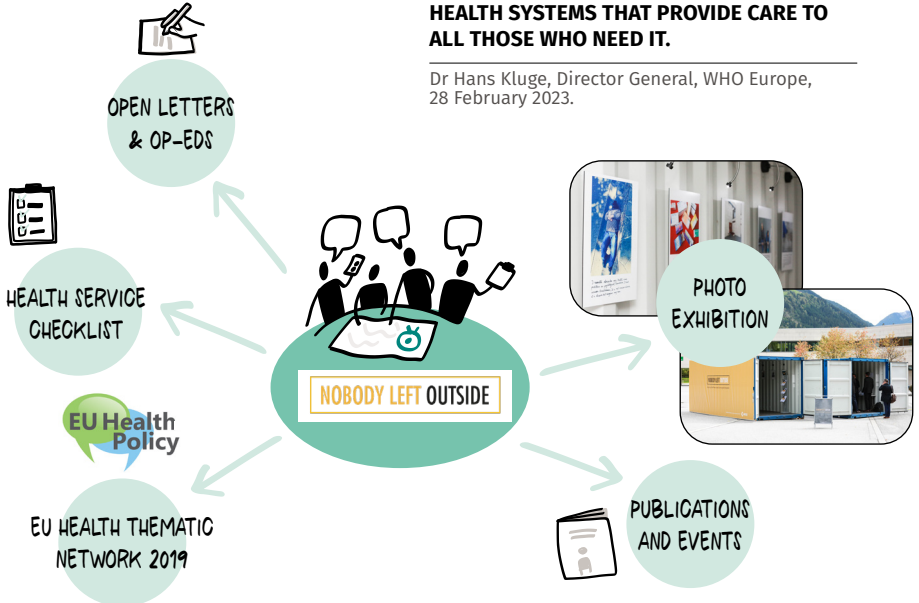 HEALTH SYSTEMS THAT PROVIDE CARE TO
ALL THOSE WHO NEED IT.
Dr Hans Kluge, Director General, WHO Europe,
28 February 2023.
OPEN LETTERS
& OP-EDS
HEALTH SERVICE
CHECKLIST
EU Health
Policy
EU HEALTH THEMATIC
NETWORK 2019
NOBODY LEFT OUTSIDE
PHOTO
EXHIBITION
PUBLICATIONS
AND EVENTS